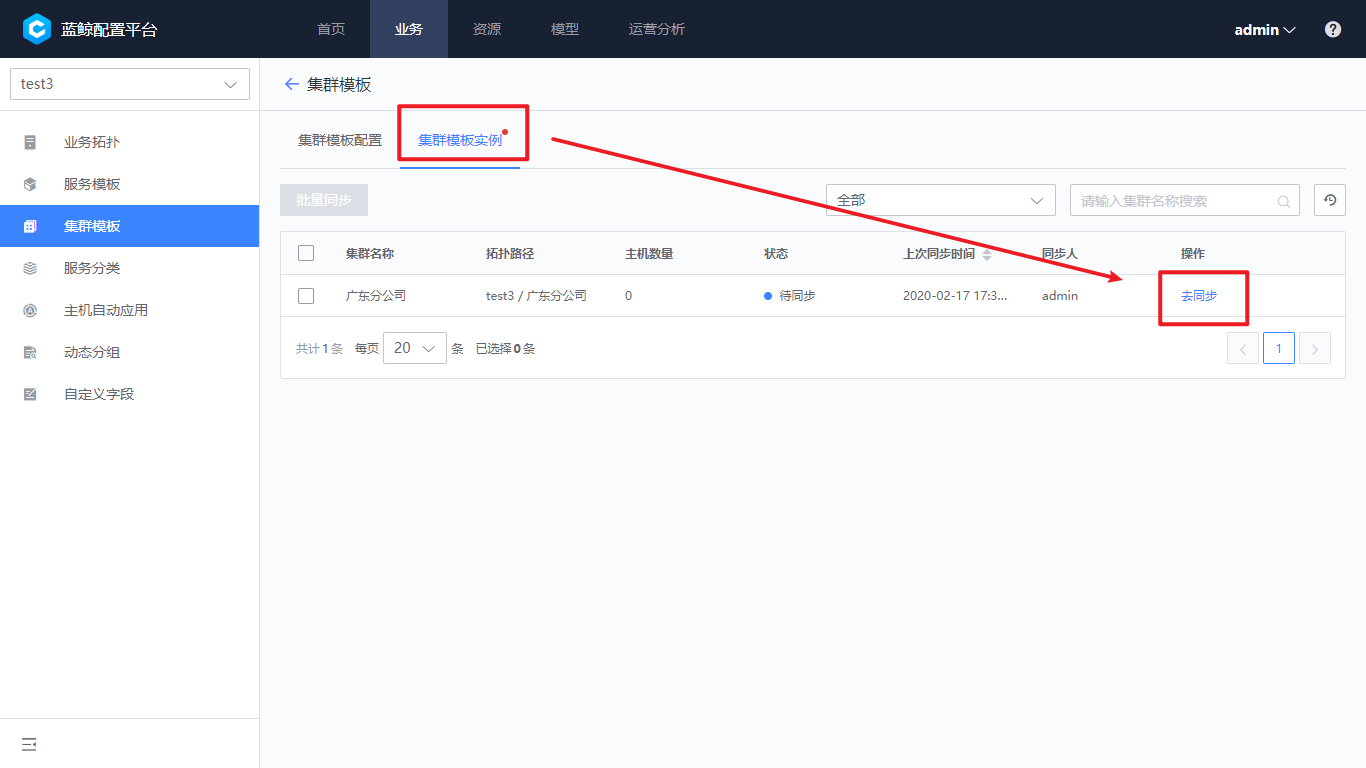 蓝鲸配置平台 首页 业务 资源 模型 运营分析 admin
test3
集群模板
业务拓扑
服务模板
集群模板
服务分类
主机自动应用
动态分组
自定义字段
集群模板配置 集群模板实例
批量同步 全部 请输入集群名称搜索
集群名称 拓扑路径 主机数量 状态 上次同步时间 同步人 操作
广东分公司 test3 / 广东分公司 0 待同步 2020-02-17 17:3... admin 去同步
共计 1 条 每页 20 条 已选择 0 条 1